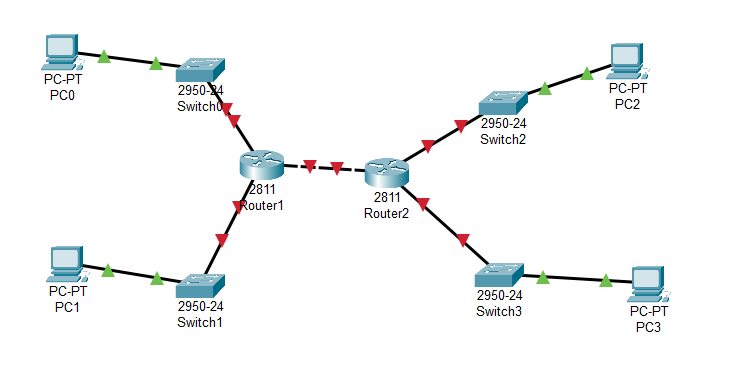 PC-PT
PC0
2950-24
Switch0
2950-24
Switch2
PC-PT
PC2
2811
Router1
2811
Router2
PC-PT
PC1
2950-24
Switch1
2950-24
Switch3
PC-PT
PC3